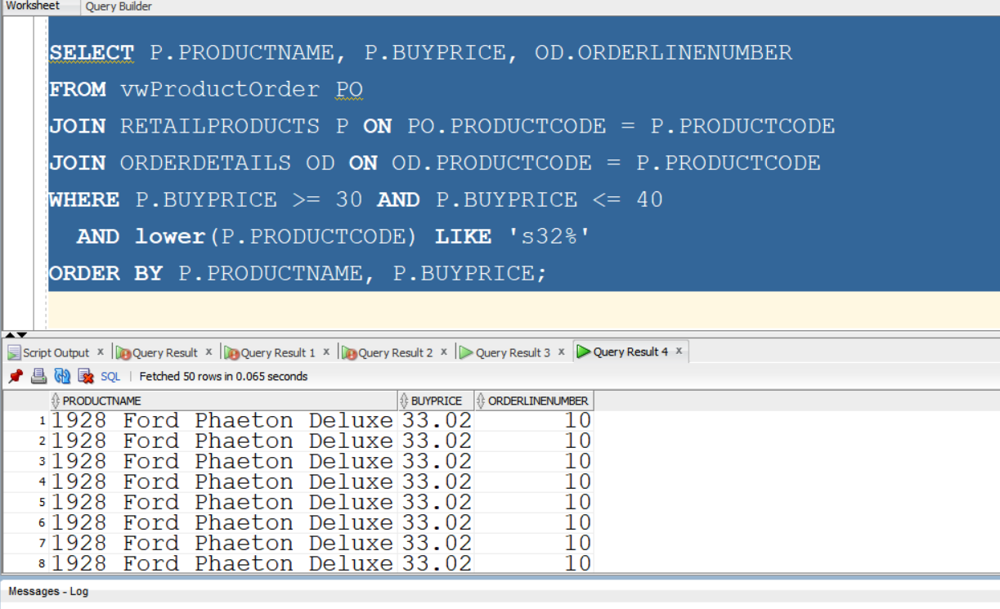 Worksheet Query Builder
SELECT P.PRODUCTNAME, P.BUYPRICE, OD.ORDERLINENUMBER
FROM vwProductOrder PO
JOIN RETAILPRODUCTS P ON PO.PRODUCTCODE = P.PRODUCTCODE
JOIN ORDERDETAILS OD ON OD.PRODUCTCODE = P.PRODUCTCODE
WHERE P.BUYPRICE >= 30 AND P.BUYPRICE <= 40
AND lower(P.PRODUCTCODE) LIKE 's32%'
ORDER BY P.PRODUCTNAME, P.BUYPRICE;
Script Output x Query Result x Query Result 1 x Query Result 2 x Query Result 3 x Query Result 4 x
SQL | Fetched 50 rows in 0.065 seconds
PRODUCTNAME BUYPRICE ORDERLINENUMBER
1 1928 Ford Phaeton Deluxe 33.02 10
2 1928 Ford Phaeton Deluxe 33.02 10
3 1928 Ford Phaeton Deluxe 33.02 10
4 1928 Ford Phaeton Deluxe 33.02 10
5 1928 Ford Phaeton Deluxe 33.02 10
6 1928 Ford Phaeton Deluxe 33.02 10
7 1928 Ford Phaeton Deluxe 33.02 10
8 1928 Ford Phaeton Deluxe 33.02 10
Messages - Log